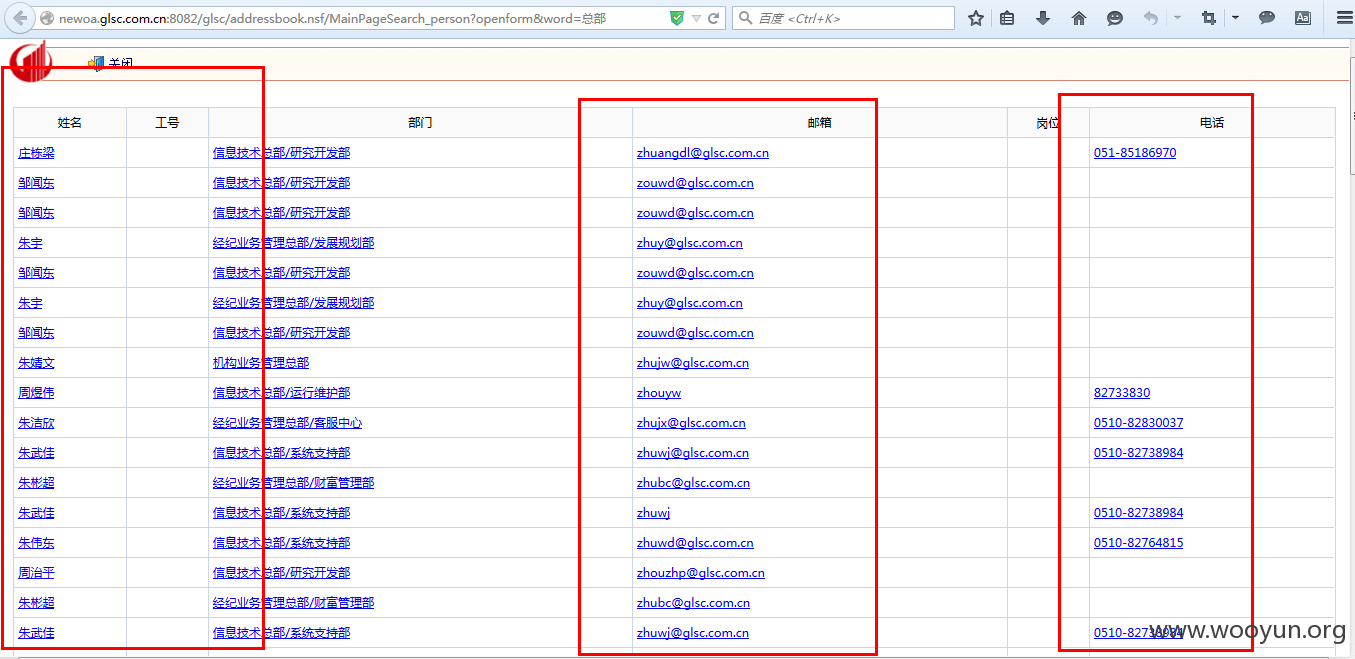 newoa.glsc.com.cn:8082/glsc/addressbook.nsf/MainPageSearch_person?openform&word=总部 百度 <Ctrl+K>
关闭
姓名 工号 部门 邮箱 岗位 电话
庄栋梁 信息技术总部/研究开发部 zhuangdl@glsc.com.cn 051-85186970
邹闻东 信息技术总部/研究开发部 zouwd@glsc.com.cn
邹闻东 信息技术总部/研究开发部 zouwd@glsc.com.cn
朱宇 经纪业务管理总部/发展规划部 zhuy@glsc.com.cn
邹闻东 信息技术总部/研究开发部 zouwd@glsc.com.cn
朱宇 经纪业务管理总部/发展规划部 zhuy@glsc.com.cn
邹闻东 信息技术总部/研究开发部 zouwd@glsc.com.cn
朱婧文 机构业务管理总部 zhujw@glsc.com.cn
周煜伟 信息技术总部/运行维护部 zhouyw 82733830
朱洁欣 经纪业务管理总部/客服中心 zhujx@glsc.com.cn 0510-82830037
朱武佳 信息技术总部/系统支持部 zhuwj@glsc.com.cn 0510-82738984
朱彬超 经纪业务管理总部/财富管理部 zhubc@glsc.com.cn
朱武佳 信息技术总部/系统支持部 zhuwj 0510-82738984
朱伟东 信息技术总部/系统支持部 zhuwd@glsc.com.cn 0510-82764815
周治平 信息技术总部/研究开发部 zhouzhp@glsc.com.cn
朱彬超 经纪业务管理总部/财富管理部 zhubc@glsc.com.cn
朱武佳 信息技术总部/系统支持部 zhuwj@glsc.com.cn 0510-82738984
www.wooyun.org